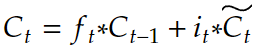 $C_t = f_t * C_{t-1} + i_t * \widetilde{C_t}$